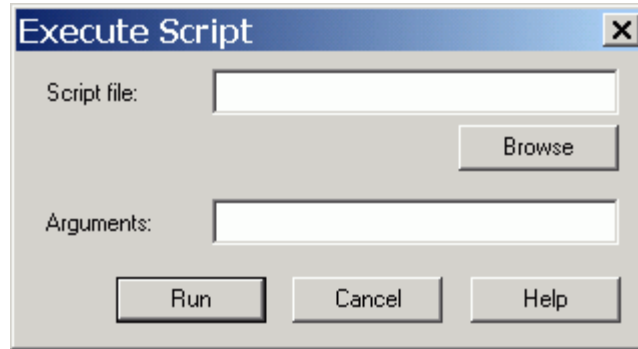 Execute Script
Script file:
Browse
Arguments:
Run Cancel Help